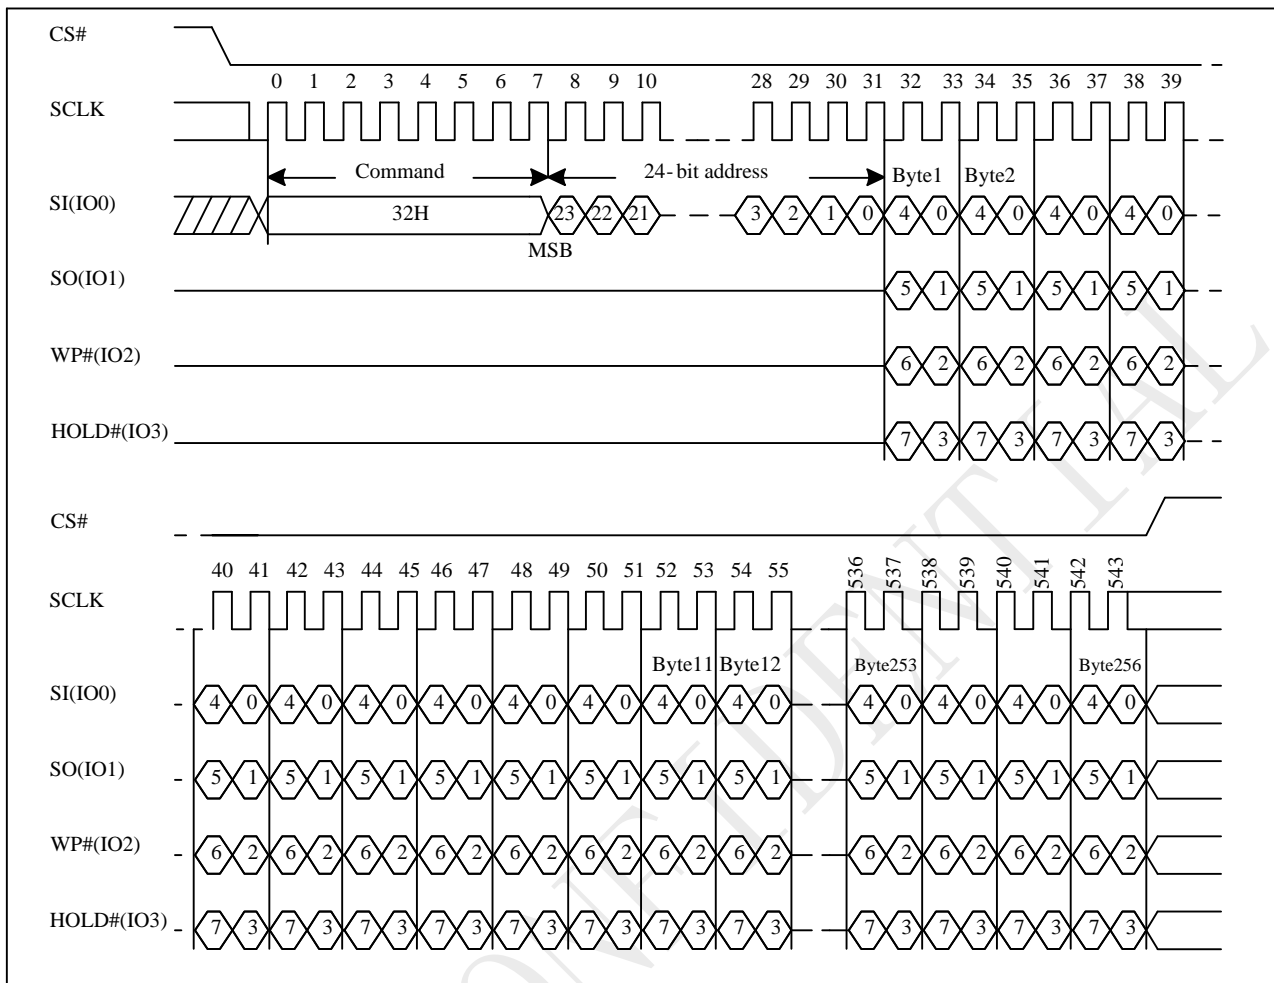 CS#
0 1 2 3 4 5 6 7 8 9 10 28 29 30 31 32 33 34 35 36 37 38 39
SCLK
Command 24-bit address Byte1 Byte2
SI(IO0) 32H 23 22 21 3 2 1 0 4 0 4 0 4 0 4 0
MSB
SO(IO1) 5 1 5 1 5 1 5 1
WP#(IO2) 6 2 6 2 6 2 6 2
HOLD#(IO3) 7 3 7 3 7 3 7 3
CS#
40 41 42 43 44 45 46 47 48 49 50 51 52 53 54 55 536 537 538 539 540 541 542 543
SCLK
Byte11 Byte12 Byte253 Byte256
SI(IO0) 4 0 4 0 4 0 4 0 4 0 4 0 4 0 4 0 4 0 4 0 4 0 4 0
SO(IO1) 5 1 5 1 5 1 5 1 5 1 5 1 5 1 5 1 5 1 5 1 5 1 5 1
WP#(IO2) 6 2 6 2 6 2 6 2 6 2 6 2 6 2 6 2 6 2 6 2 6 2 6 2
HOLD#(IO3) 7 3 7 3 7 3 7 3 7 3 7 3 7 3 7 3 7 3 7 3 7 3 7 3